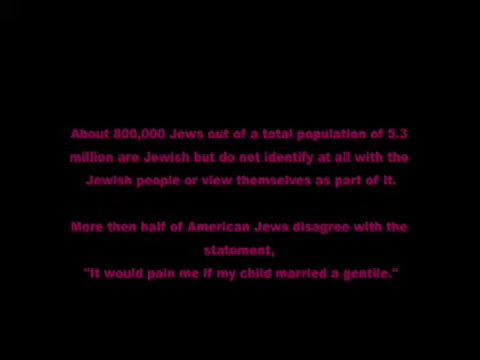 About 800,000 Jews out of a total population of 5.3
million are Jewish but do not identify at all with the
Jewish people or view themselves as part of it.
More then half of American Jews disagree with the
statement,
"It would pain me if my child married a gentile."